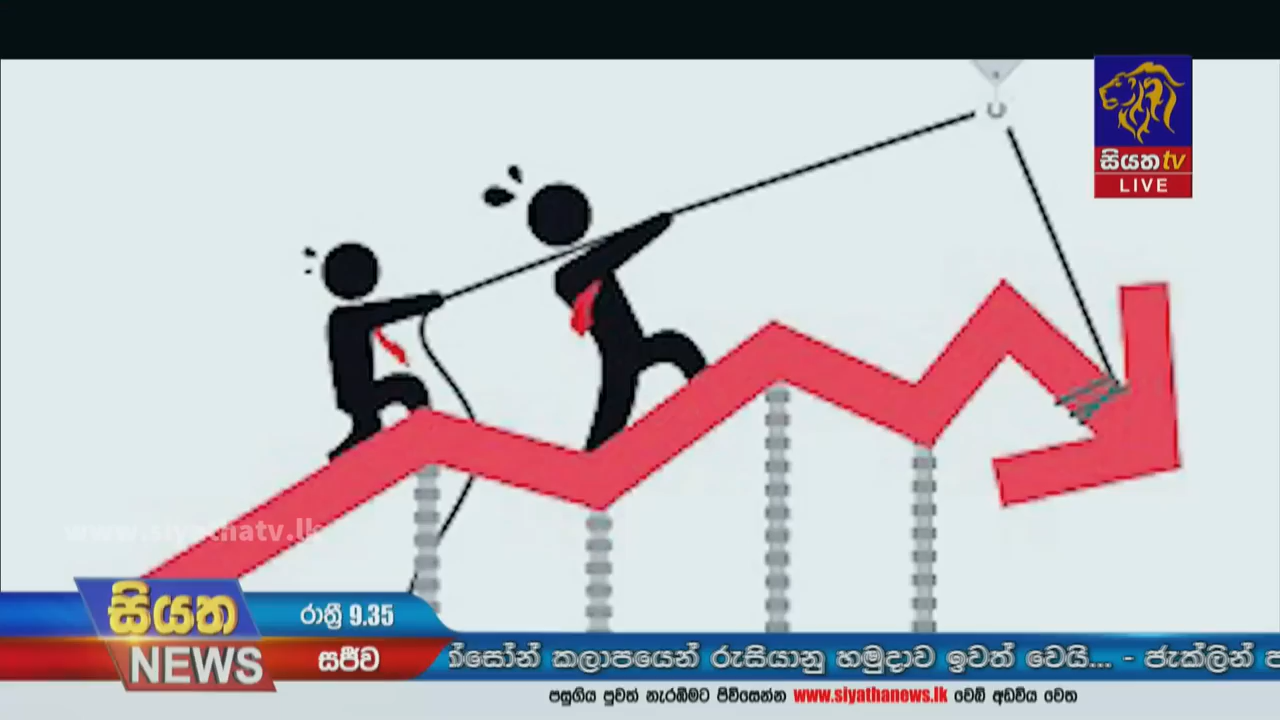 සියත tv
LIVE
www.siyathatv.lk
සියත
NEWS
රාත්‍රී 9.35
සජීව
කලාපයෙන් රුසියානු හමුදාව ඉවත් වෙයි... - ජැක්ලින්
පසුගිය පුවත් නැරඹීමට පිවිසෙන්න www.siyathanews.lk වෙබ් අඩවිය වෙත